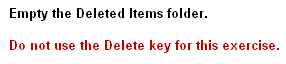 Empty the Deleted Items folder.
Do not use the Delete key for this exercise.